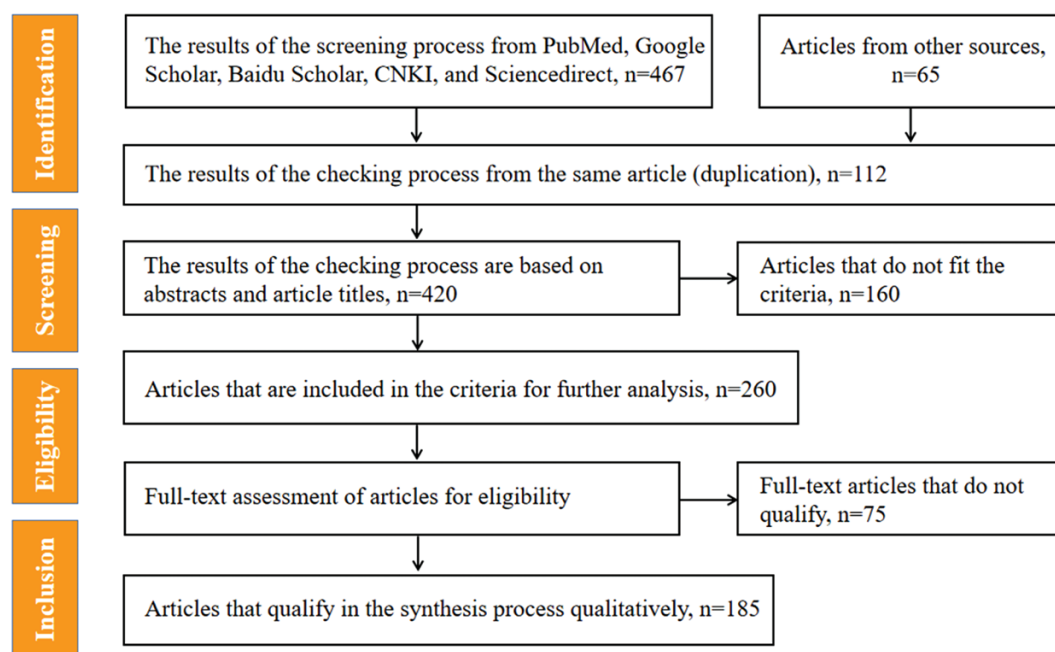 Identification
The results of the screening process from PubMed, Google
Scholar, Baidu Scholar, CNKI, and Sciencedirect, n=467
Articles from other sources,
n=65
The results of the checking process from the same article (duplication), n=112
Screening
The results of the checking process are based on
abstracts and article titles, n=420
Articles that do not fit the
criteria, n=160
Eligibility
Articles that are included in the criteria for further analysis, n=260
Full-text assessment of articles for eligibility
Full-text articles that do not
qualify, n=75
Inclusion
Articles that qualify in the synthesis process qualitatively, n=185